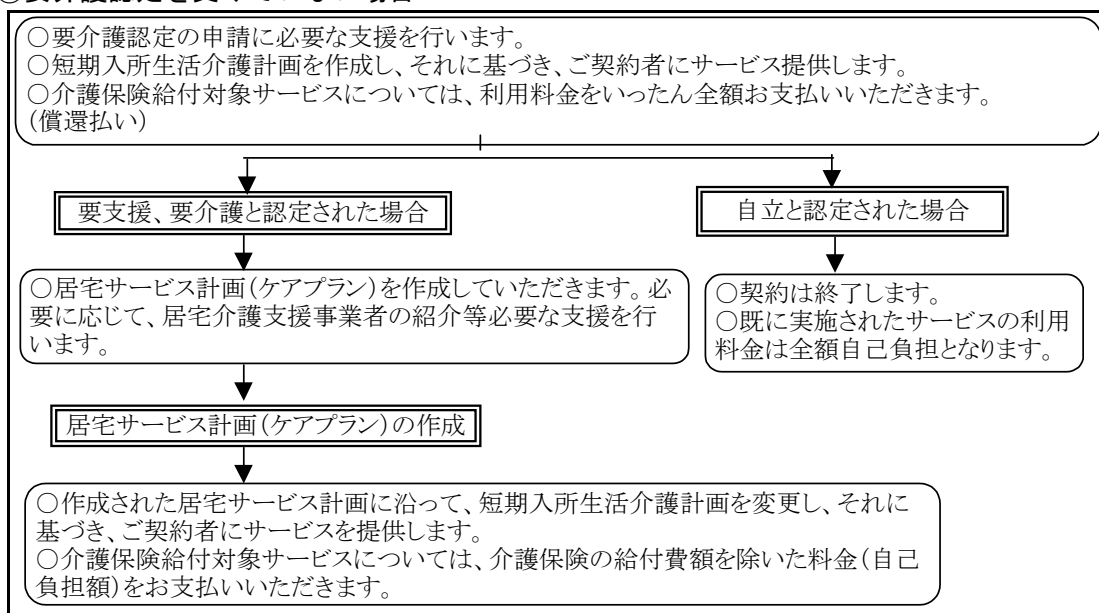 ○要介護認定の申請に必要な支援を行います。
○短期入所生活介護計画を作成し、それに基づき、ご契約者にサービス提供します。
○介護保険給付対象サービスについては、利用料金をいったん全額お支払いいただきます。
(償還払い)
要支援、要介護と認定された場合
自立と認定された場合
○居宅サービス計画(ケアプラン)を作成していただきます。必
要に応じて、居宅介護支援事業者の紹介等必要な支援を行
います。
○契約は終了します。
○既に実施されたサービスの利用
料金は全額自己負担となります。
居宅サービス計画(ケアプラン)の作成
○作成された居宅サービス計画に沿って、短期入所生活介護計画を変更し、それに
基づき、ご契約者にサービスを提供します。
○介護保険給付対象サービスについては、介護保険の給付費額を除いた料金(自己
負担額)をお支払いいただきます。